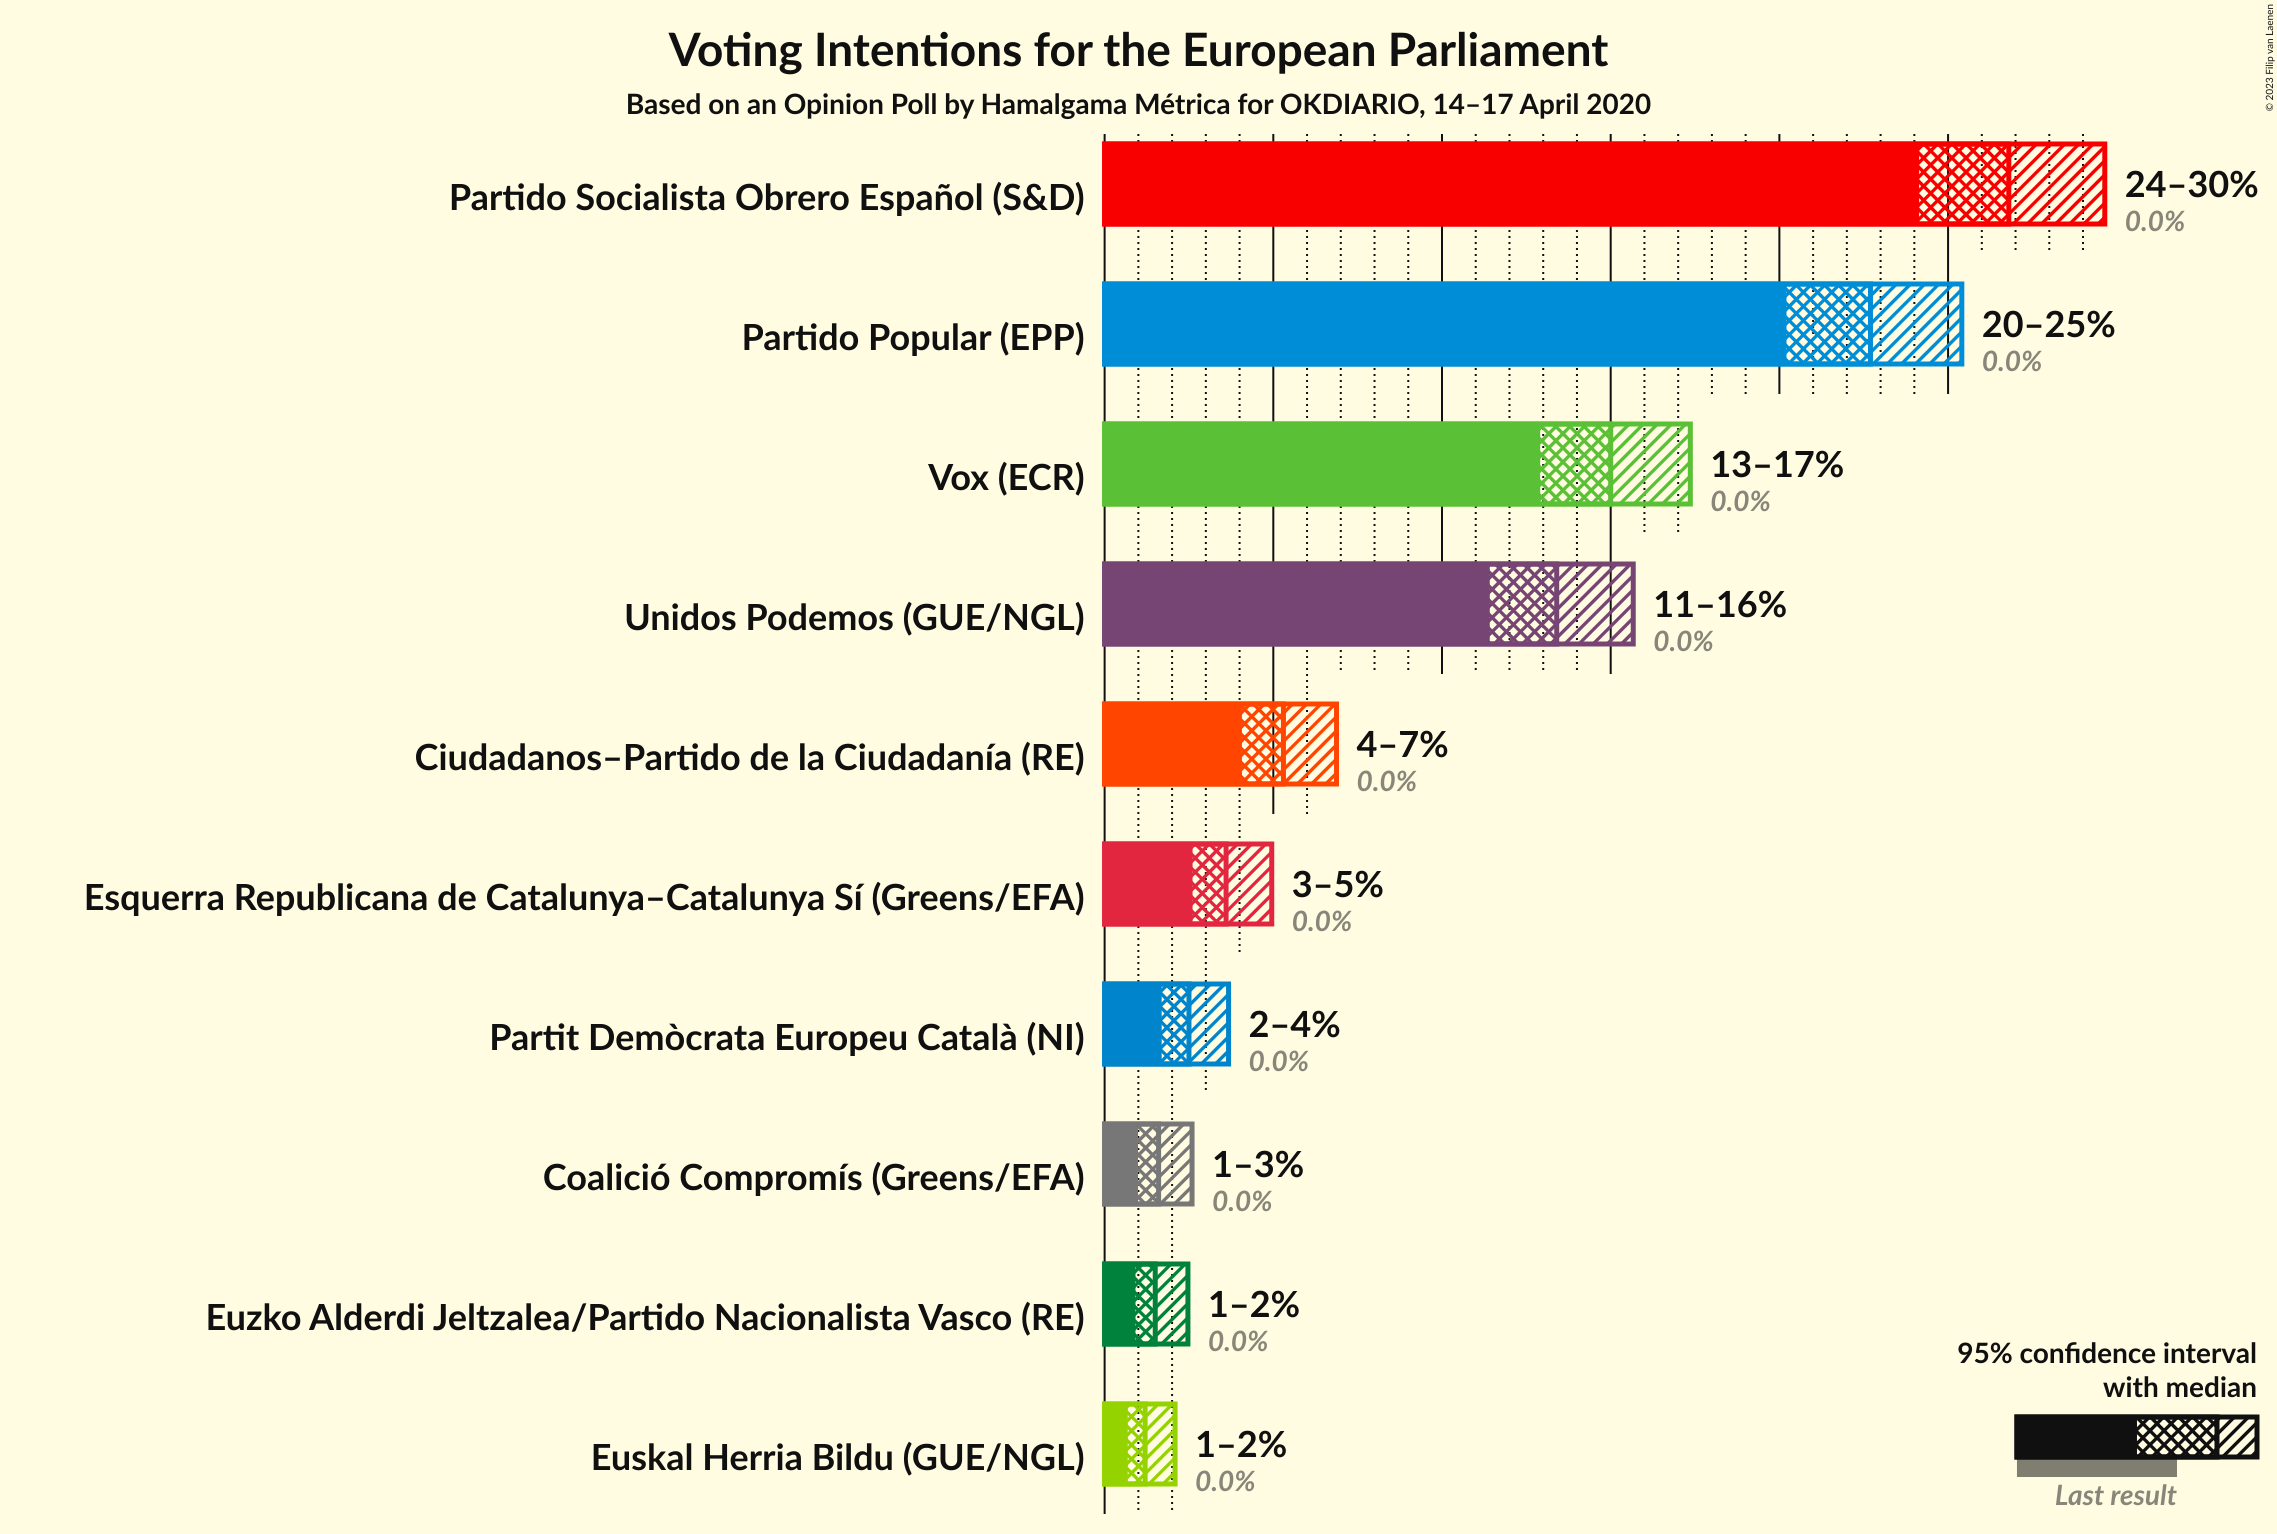 Voting Intentions for the European Parliament
Based on an Opinion Poll by Hamalgama Métrica for OKDIARIO, 14–17 April 2020
© 2023 Filip van Laenen
Partido Socialista Obrero Español (S&D)
24–30%
0.0%
Partido Popular (EPP)
20–25%
0.0%
Vox (ECR)
13–17%
0.0%
Unidos Podemos (GUE/NGL)
11–16%
0.0%
Ciudadanos–Partido de la Ciudadanía (RE)
4–7%
0.0%
Esquerra Republicana de Catalunya–Catalunya Sí (Greens/EFA)
3–5%
0.0%
Partit Demòcrata Europeu Català (NI)
2–4%
0.0%
Coalició Compromís (Greens/EFA)
1–3%
0.0%
Euzko Alderdi Jeltzalea/Partido Nacionalista Vasco (RE)
1–2%
0.0%
Euskal Herria Bildu (GUE/NGL)
1–2%
0.0%
95% confidence interval
with median
Last result